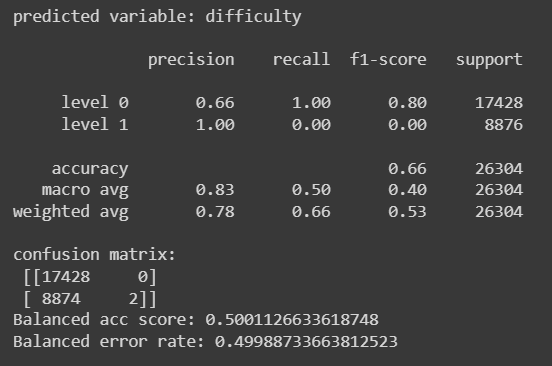 predicted variable: difficulty
precision recall f1-score support
level 0 0.66 1.00 0.80 17428
level 1 1.00 0.00 0.00 8876
accuracy 0.66 26304
macro avg 0.83 0.50 0.40 26304
weighted avg 0.78 0.66 0.53 26304
confusion matrix:
[[17428 0]
[ 8874 2]]
Balanced acc score: 0.5001126633618748
Balanced error rate: 0.49988733663812523